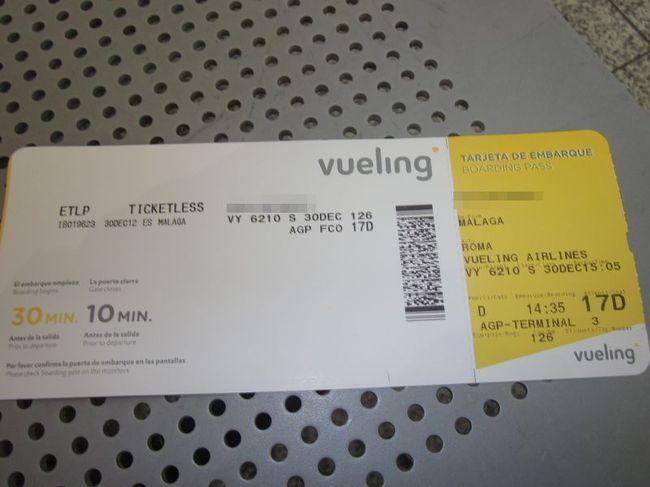 vueling
ETLP TICKETLESS
IB019623 30DEC12 ES MALAGA
VY 6210 S 30DEC 126
AGP FCO 17D
El embarque empieza
Boarding begins
La puerta cierra
Gate closes
30 MIN.
10 MIN.
Antes de la salida
Prior to departure
Antes de la salida
Prior to departure
Por favor confirma la puerta de embarque en las pantallas
Please check boarding gate on the monitors
TARJETA DE EMBARQUE
BOARDING PASS
MALAGA
ROMA
VUELING AIRLINES
VY 6210 S 30DEC15:05
D 14:35 17D
AGP-TERMINAL 3
126
vueling